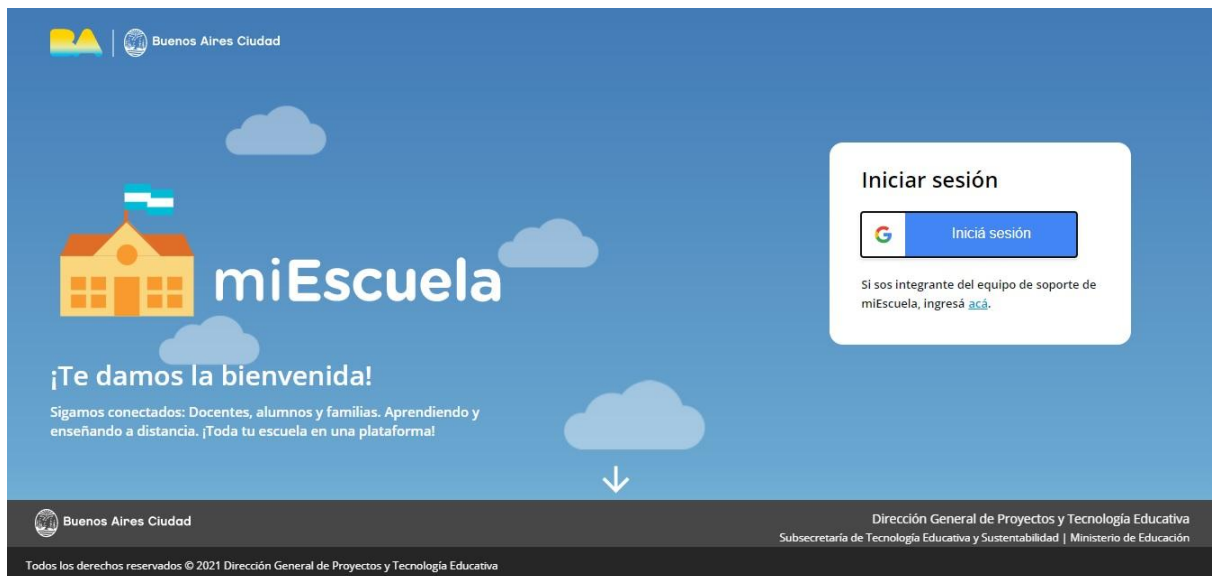 BA
Buenos Aires Ciudad
miEscuela
¡Te damos la bienvenida!
Sigamos conectados: Docentes, alumnos y familias. Aprendiendo y
enseñando a distancia. ¡Toda tu escuela en una plataforma!
Iniciar sesión
G Iniciá sesión
Si sos integrante del equipo de soporte de
miEscuela, ingresá acá.
Buenos Aires Ciudad
Dirección General de Proyectos y Tecnología Educativa
Subsecretaría de Tecnología Educativa y Sustentabilidad | Ministerio de Educación
Todos los derechos reservados © 2021 Dirección General de Proyectos y Tecnología Educativa